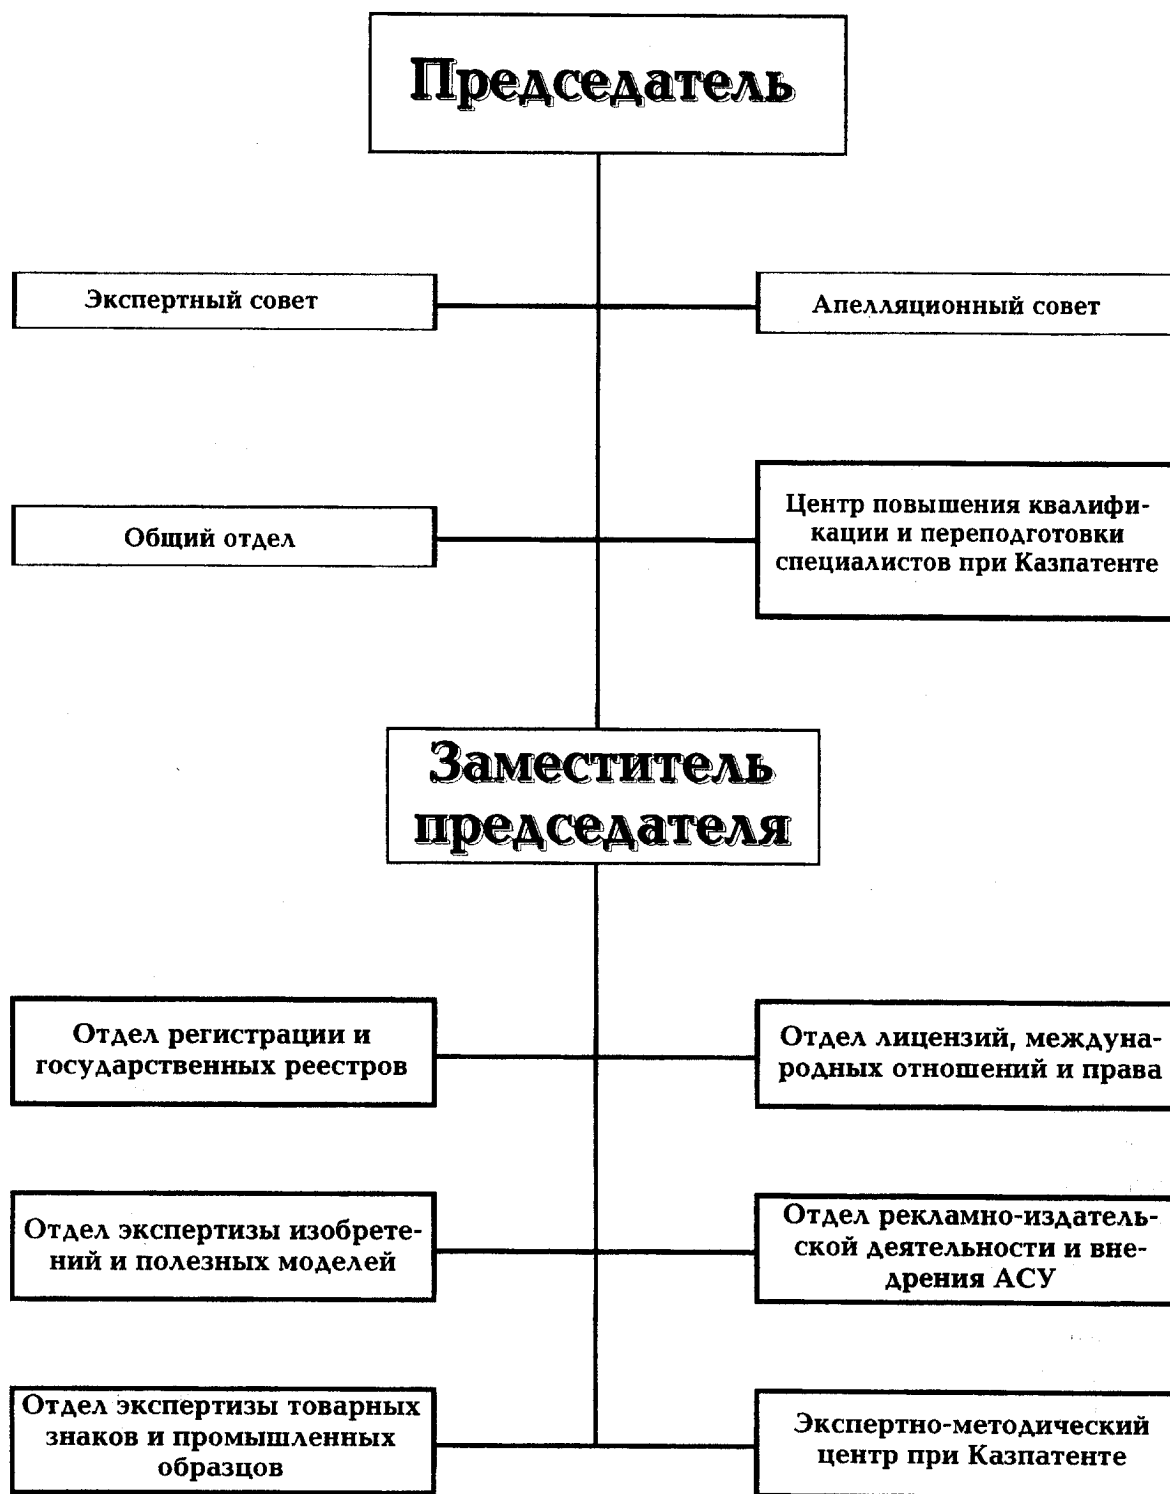 Председатель
Экспертный совет
Апелляционный совет
Общий отдел
Центр повышения квалифи-
кации и переподготовки
специалистов при Казпатенте
Заместитель
председателя
Отдел регистрации и
государственных реестров
Отдел лицензий, междуна-
родных отношений и права
Отдел экспертизы изобрете-
ний и полезных моделей
Отдел рекламно-издатель-
ской деятельности и вне-
дрения АСУ
Отдел экспертизы товарных
знаков и промышленных
образцов
Экспертно-методический
центр при Казпатенте